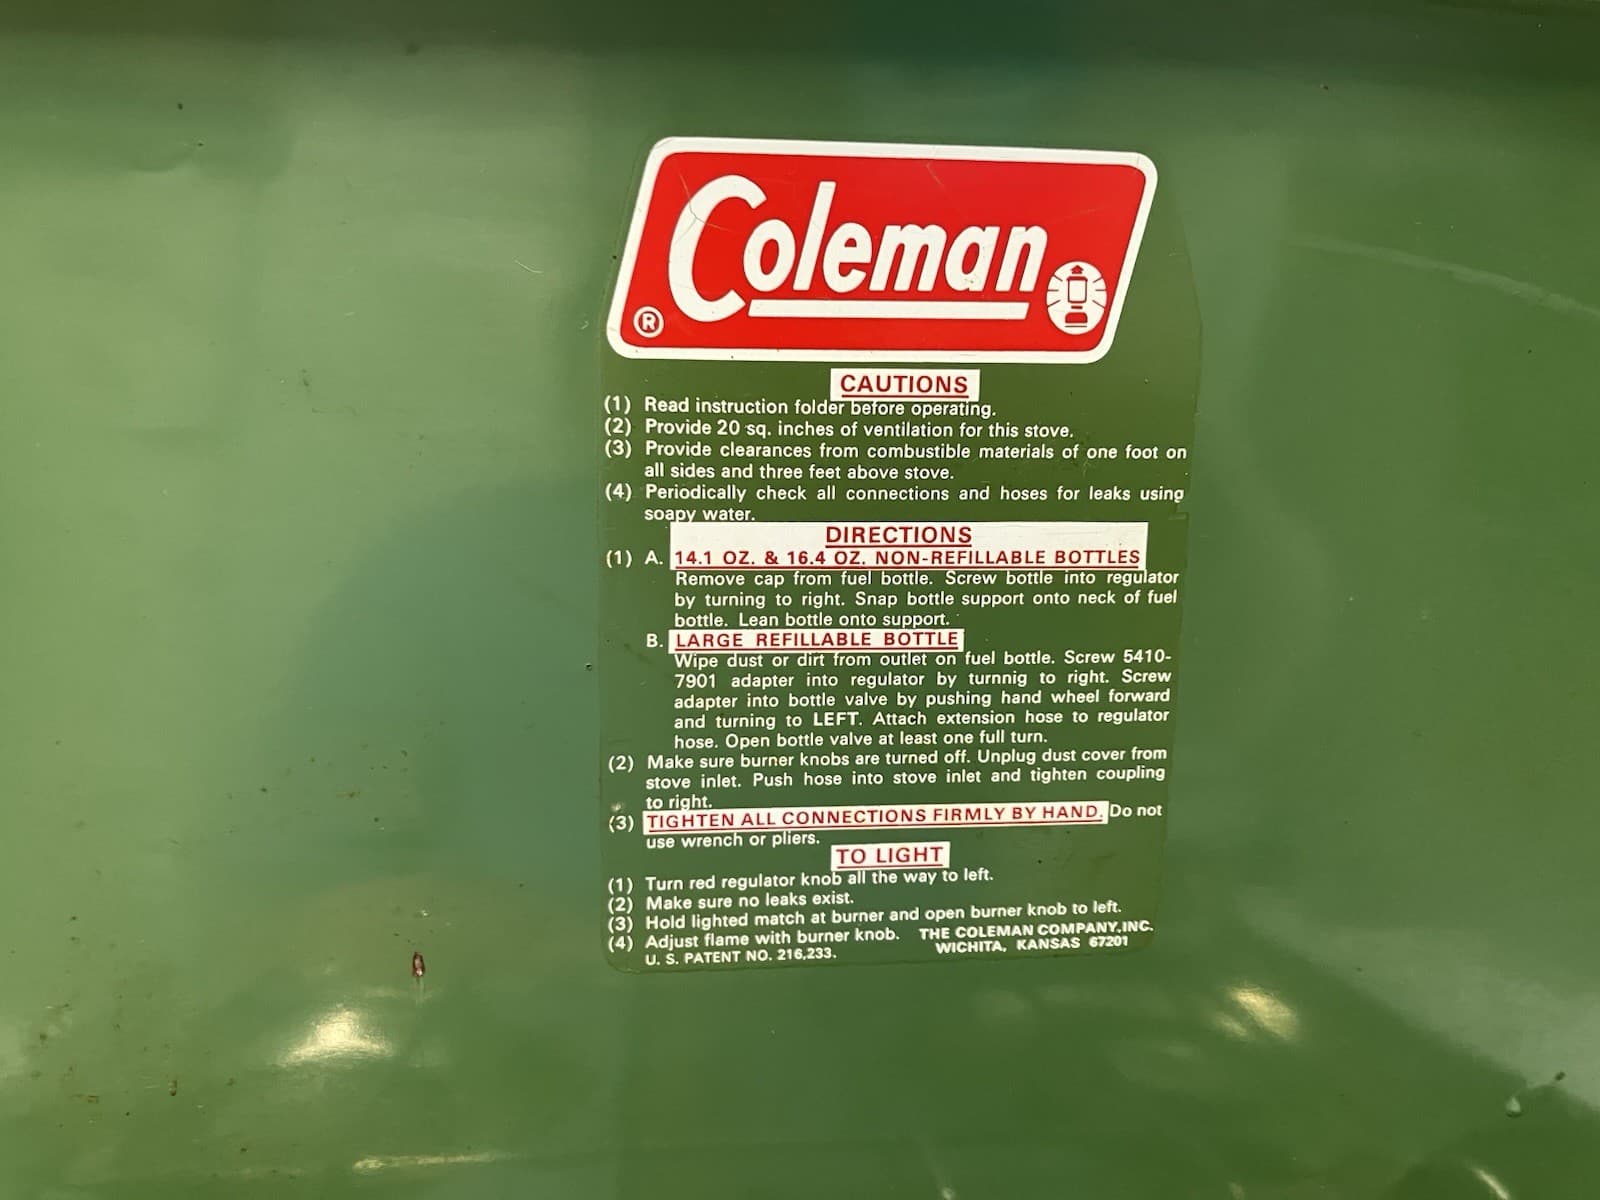 Coleman
®
CAUTIONS
(1) Read instruction folder before operating.
(2) Provide 20 sq. inches of ventilation for this stove.
(3) Provide clearances from combustible materials of one foot on
all sides and three feet above stove.
(4) Periodically check all connections and hoses for leaks using
soapy water.
DIRECTIONS
(1) A. 14.1 OZ. & 16.4 OZ. NON-REFILLABLE BOTTLES
Remove cap from fuel bottle. Screw bottle into regulator
by turning to right. Snap bottle support onto neck of fuel
bottle. Lean bottle onto support.
B. LARGE REFILLABLE BOTTLE
Wipe dust or dirt from outlet on fuel bottle. Screw 5410-
7901 adapter into regulator by turnnig to right. Screw
adapter into bottle valve by pushing hand wheel forward
and turning to LEFT. Attach extension hose to regulator
hose. Open bottle valve at least one full turn.
(2) Make sure burner knobs are turned off. Unplug dust cover from
stove inlet. Push hose into stove inlet and tighten coupling
to right.
(3) TIGHTEN ALL CONNECTIONS FIRMLY BY HAND. Do not
use wrench or pliers.
TO LIGHT
(1) Turn red regulator knob all the way to left.
(2) Make sure no leaks exist.
(3) Hold lighted match at burner and open burner knob to left.
(4) Adjust flame with burner knob. THE COLEMAN COMPANY, INC.
U. S. PATENT NO. 216,233. WICHITA, KANSAS 67201